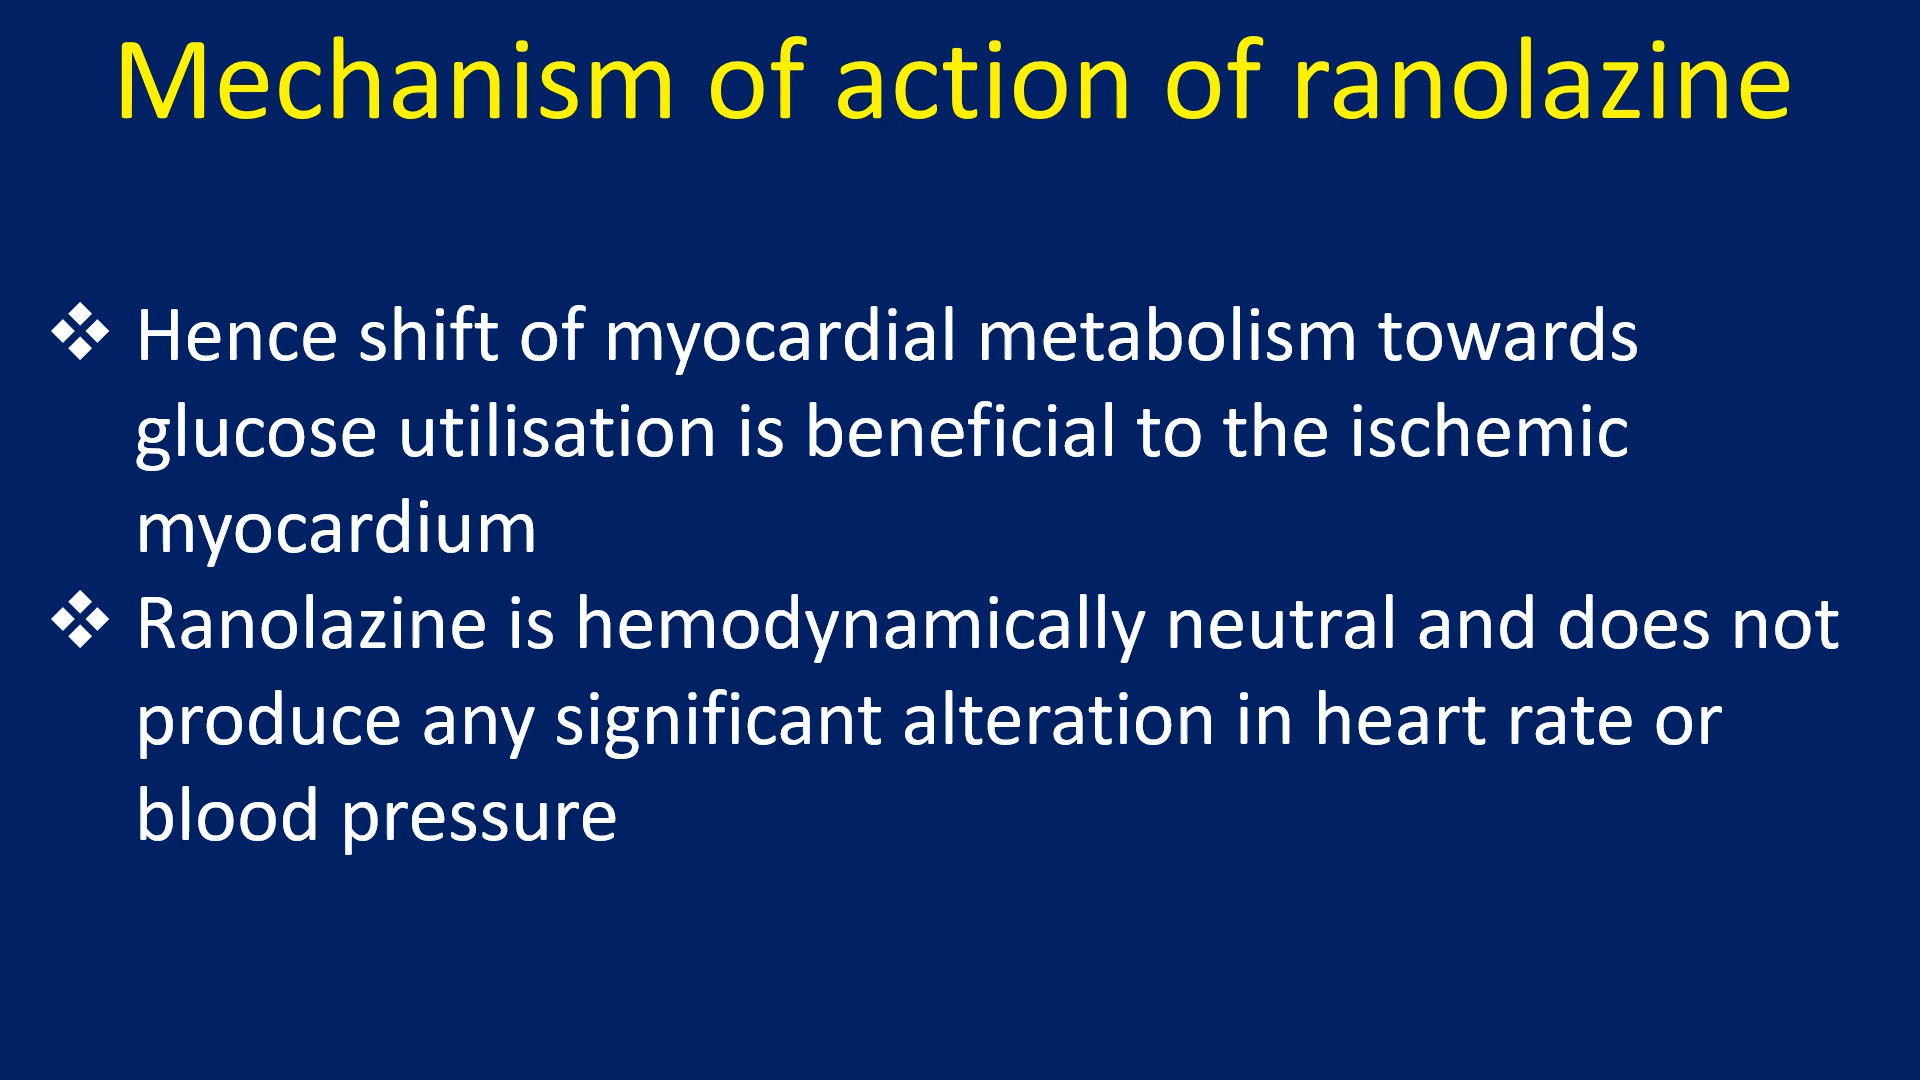 Mechanism of action of ranolazine
❖ Hence shift of myocardial metabolism towards
glucose utilisation is beneficial to the ischemic
myocardium
❖ Ranolazine is hemodynamically neutral and does not
produce any significant alteration in heart rate or
blood pressure